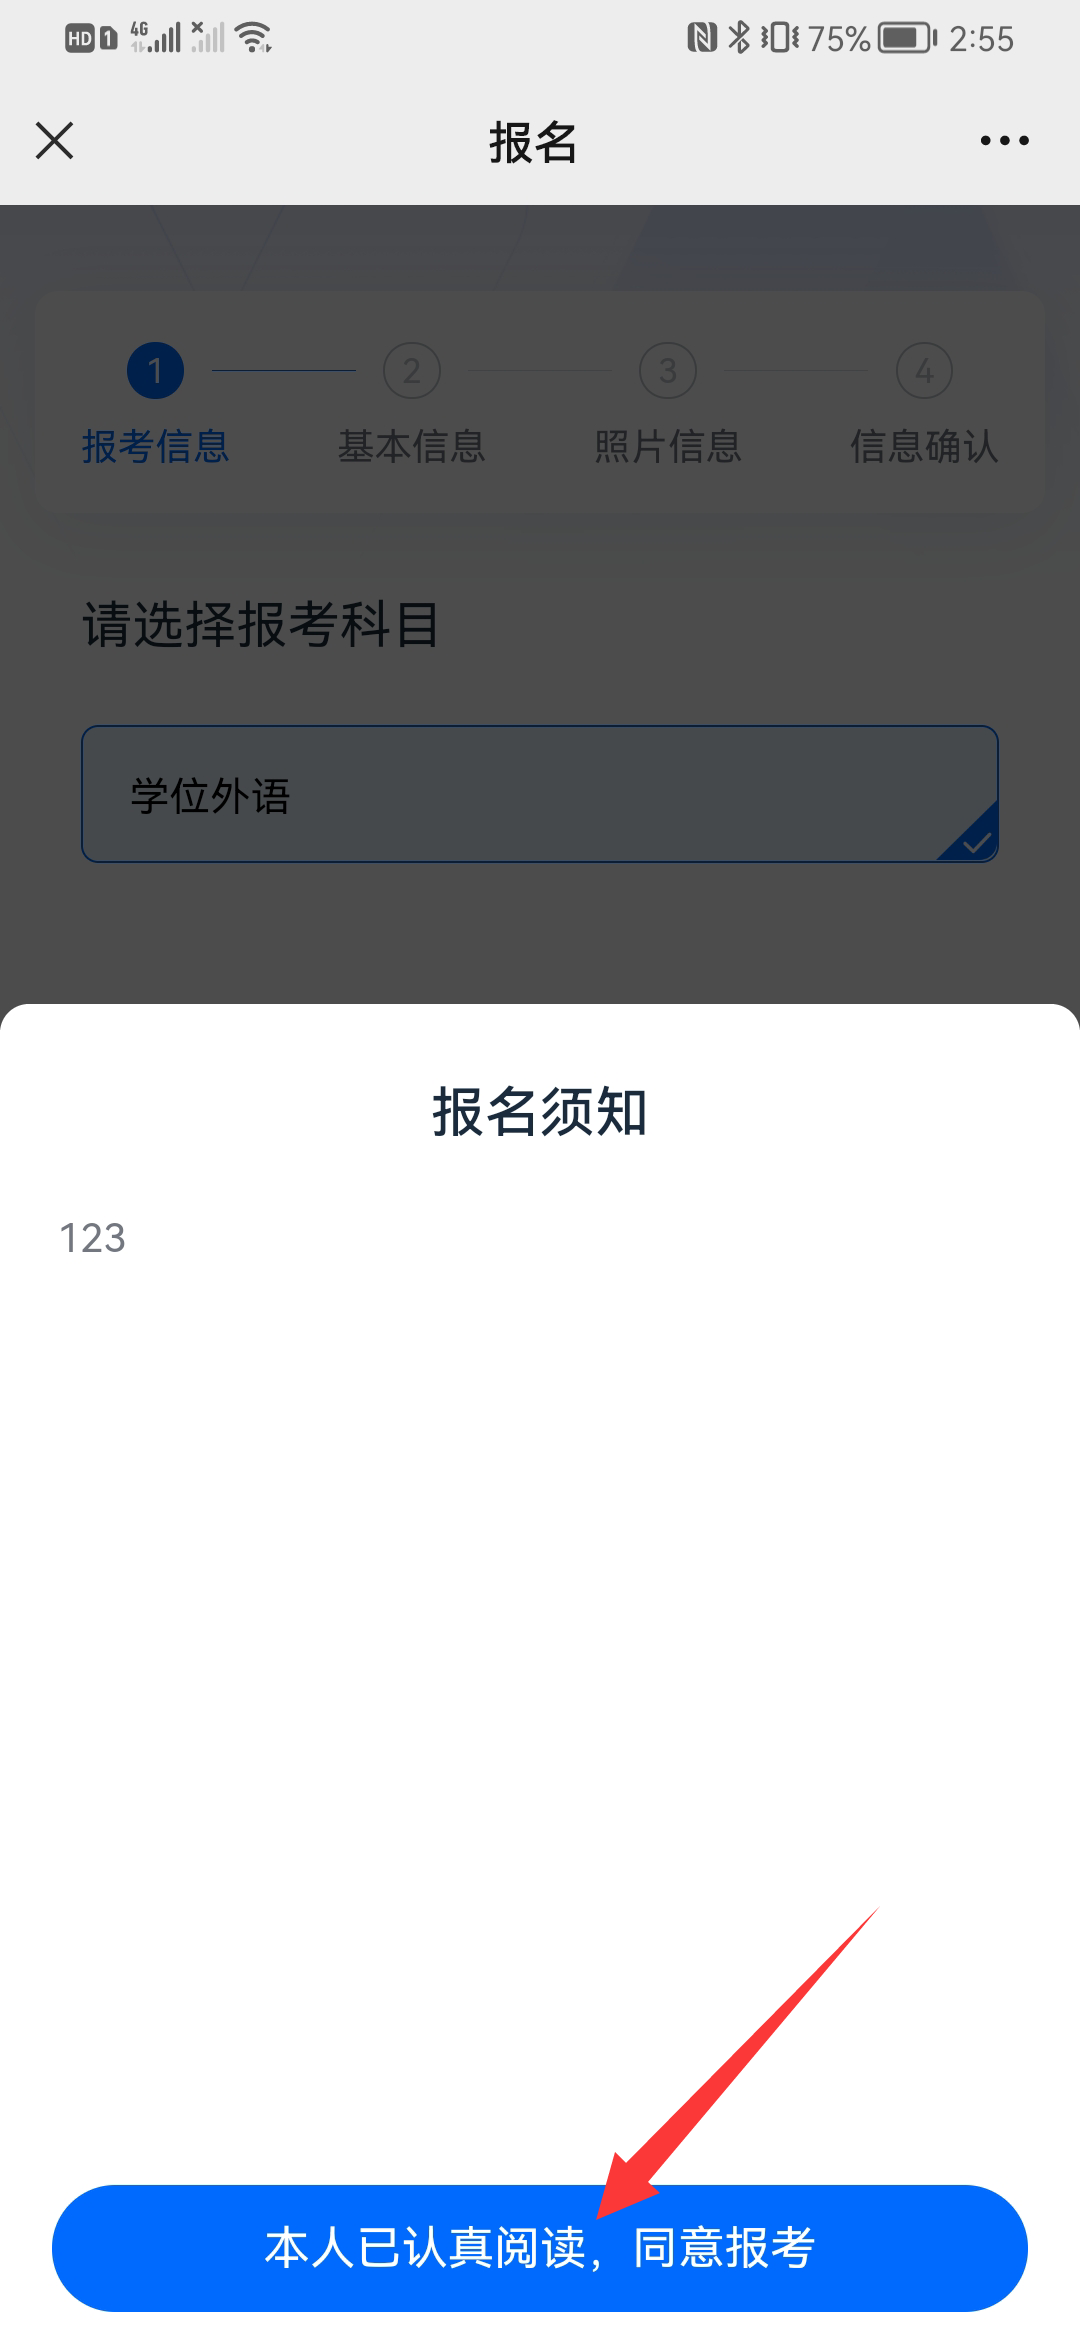 HD 1 4G 75% 2:55
报名
1 2 3 4
报考信息 基本信息 照片信息 信息确认
请选择报考科目
学位外语
报名须知
123
本人已认真阅读，同意报考